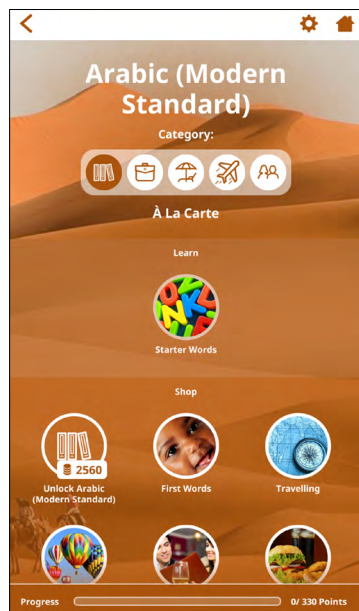 Arabic (Modern
Standard)
Category:
À La Carte
Learn
Starter Words
Shop
2560
Unlock Arabic
(Modern Standard)
First Words
Travelling
Progress
0/ 330 Points